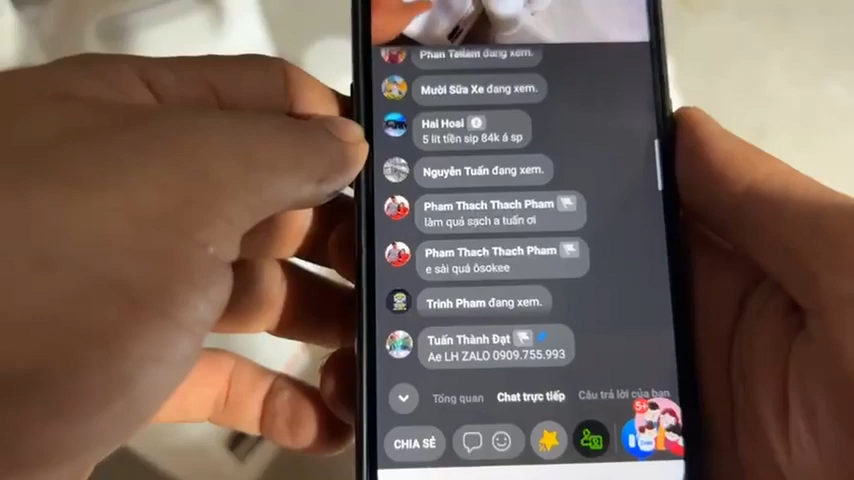 Phan Tellam đang xem.
Mười Sữa Xe đang xem.
Hai Hoai
5 lít tiền sip 84k á sp
Nguyễn Tuấn đang xem.
Pham Thach Thach Pham
làm quá sạch a tuấn ơi
Pham Thach Thach Pham
e sài quá ôsokee
Trinh Pham đang xem.
Tuấn Thành Đạt
Ae LH ZALO 0909.755.993
Tổng quan Chat trực tiếp Câu trả lời của bạn
5+
CHIA SẺ